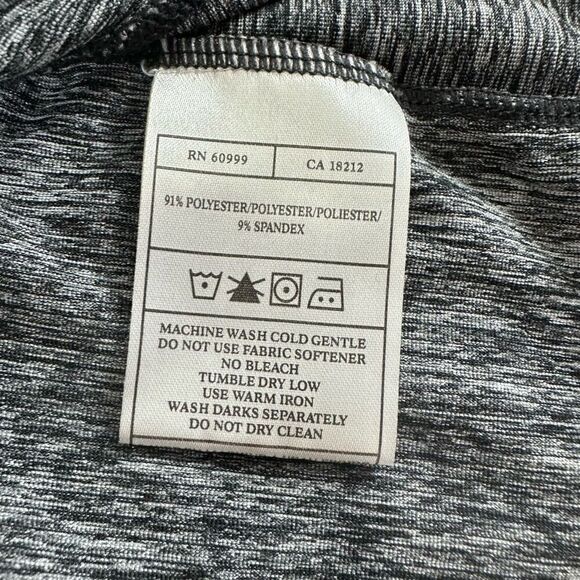 RN 60999
CA 18212
91% POLYESTER/POLYESTER/POLIESTER/
9% SPANDEX
MACHINE WASH COLD GENTLE
DO NOT USE FABRIC SOFTENER
NO BLEACH
TUMBLE DRY LOW
USE WARM IRON
WASH DARKS SEPARATELY
DO NOT DRY CLEAN